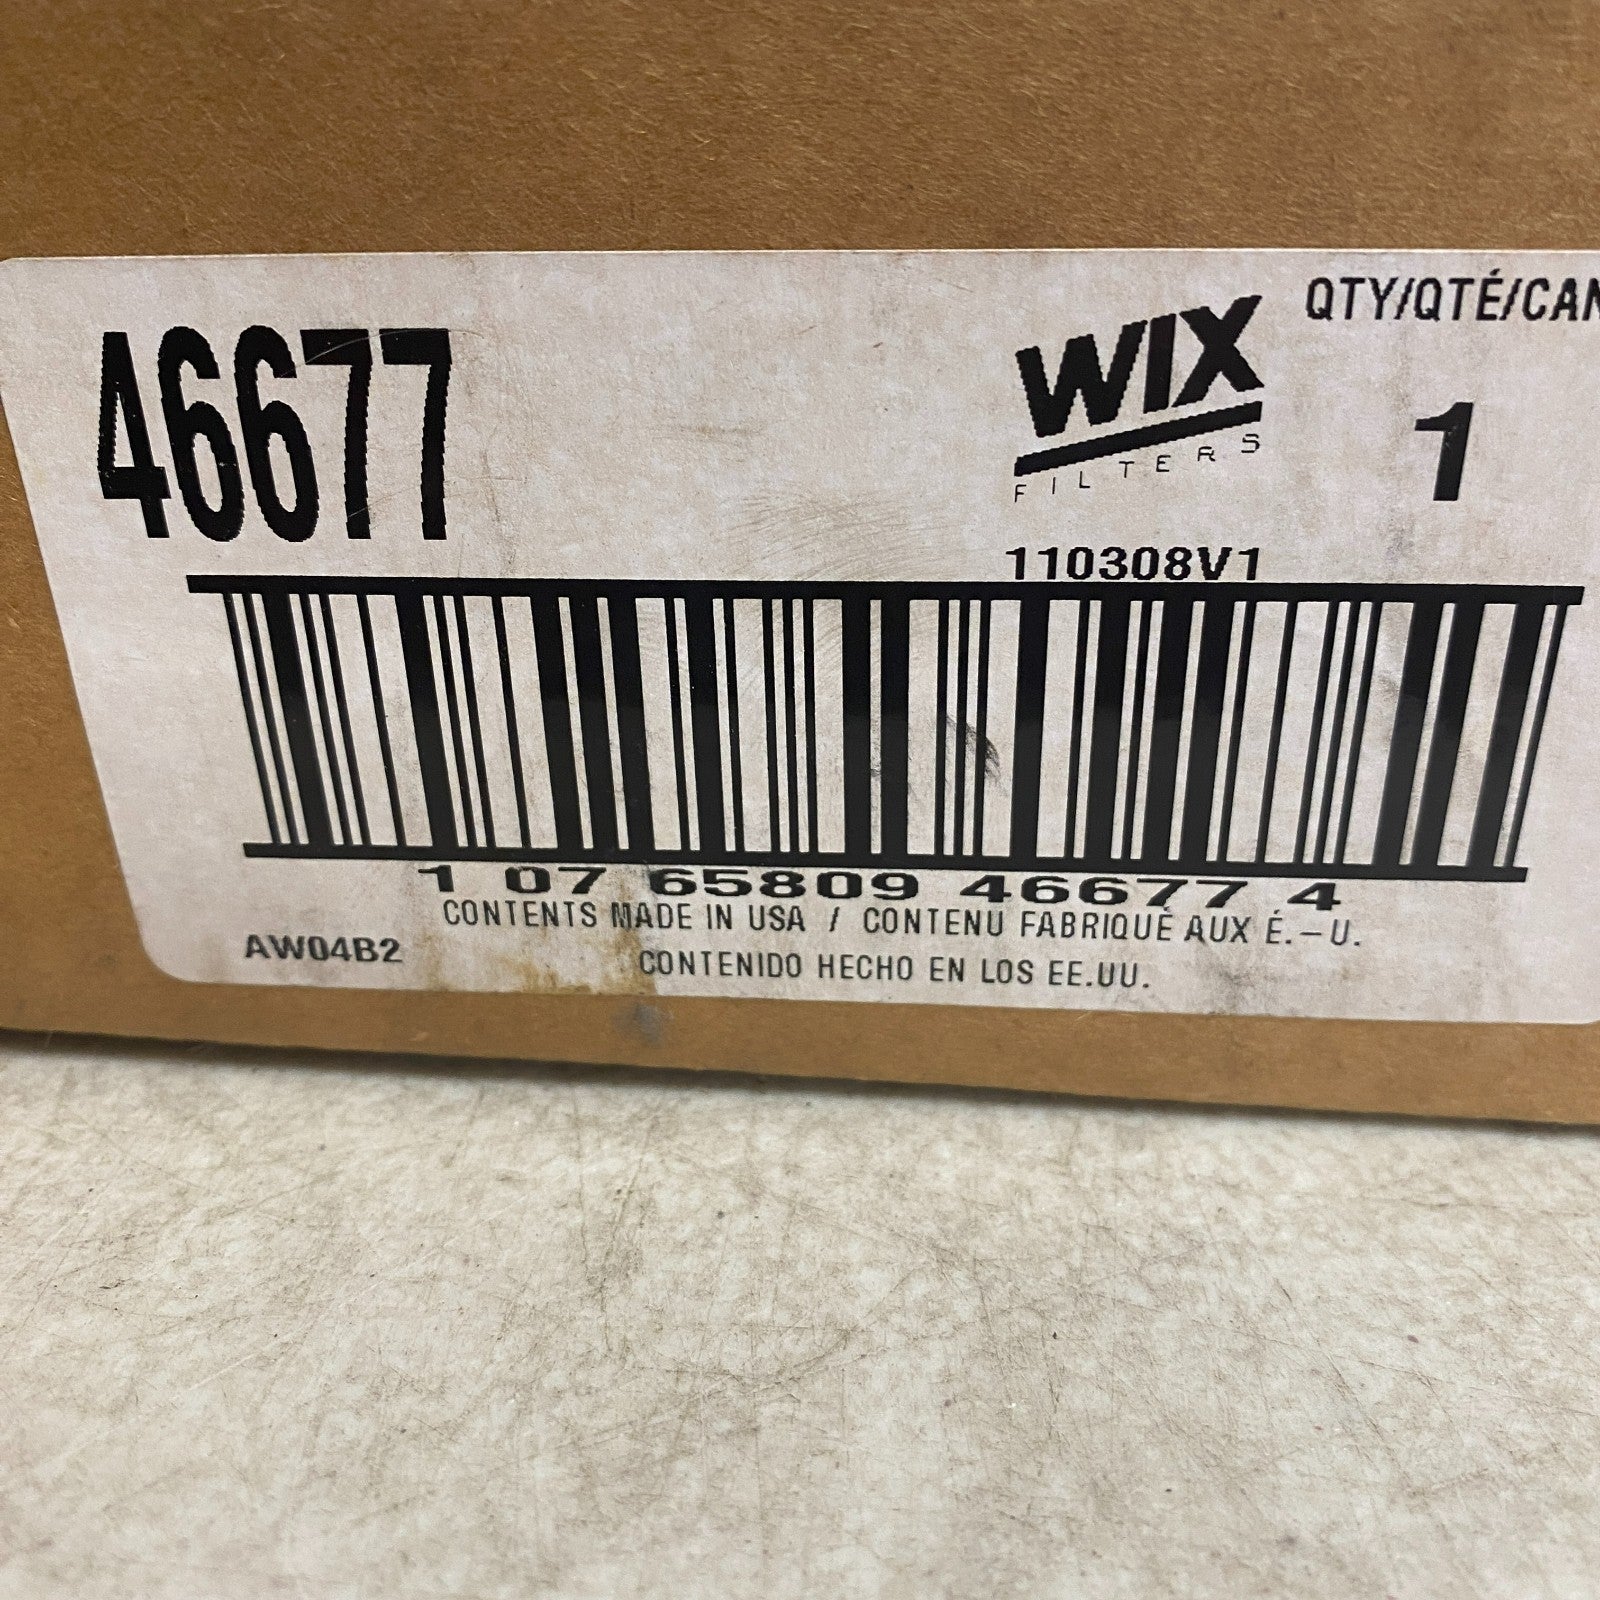 46677
WIX
FILTERS
QTY/QTÉ/CAN
1
110308V1
1 07 65809 46677 4
CONTENTS MADE IN USA / CONTENU FABRIQUÈ AUX É.-U.
AW04B2
CONTENIDO HECHO EN LOS EE.UU.